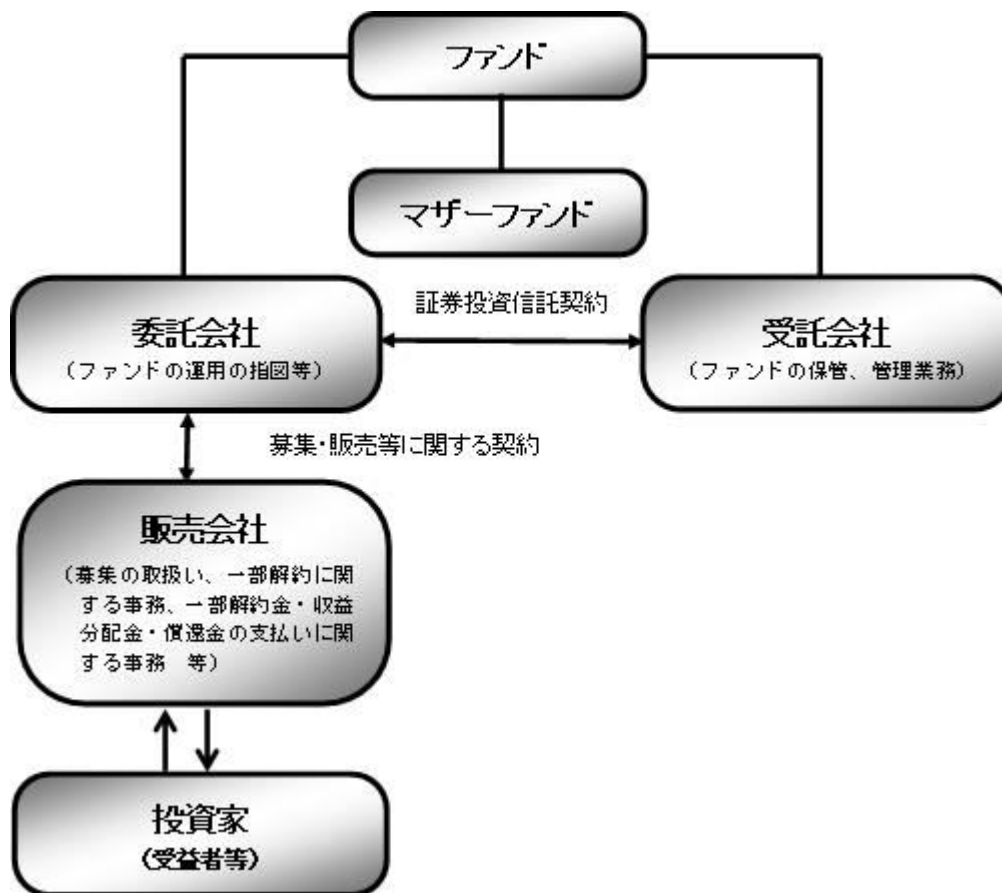 ファンド
マザーファンド
証券投資信託契約
委託会社
（ファンドの運用の指図等）
受託会社
（ファンドの保管、管理業務）
募集・販売等に関する契約
販売会社
（募集の取扱い、一部解約に関
する事務、一部解約金・収益
分配金・償還金の支払いに関
する事務　等）
投資家
（受益者等）